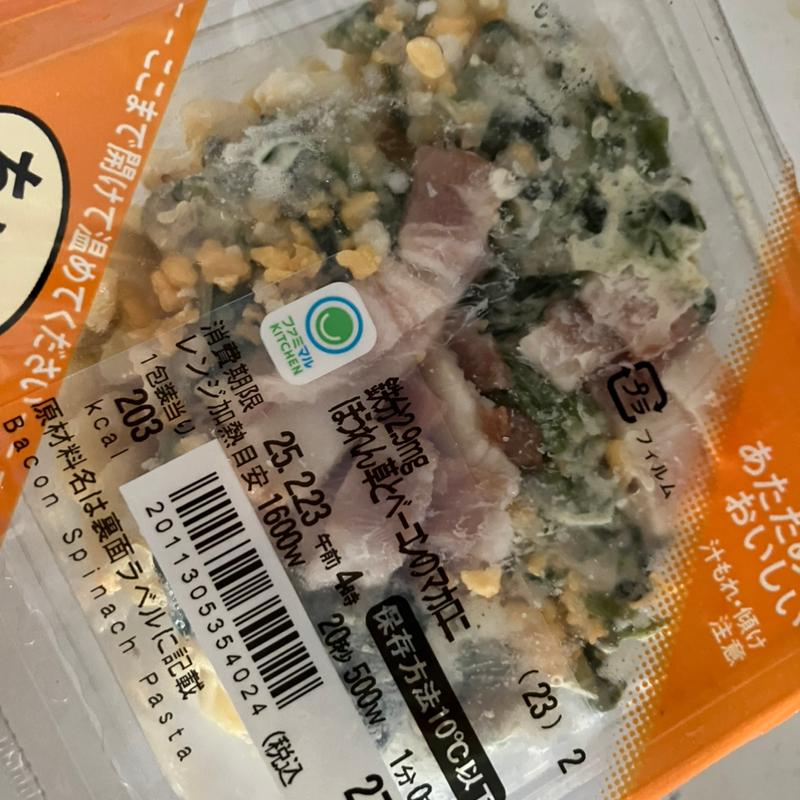 ここまで開けて温めてください
ファミマル
KITCHEN
鉄分2.9mg
ほうれん草とベーコンのマカロニ
消費期限 25. 2.23 午前 4時
レンジ加熱目安 1600w 20秒 500w 1分
1包装当り
203
kcal
原材料名は裏面ラベルに記載
Bacon Spinach Pasta
保存方法10℃以下
(23) 2
2011305354024
(税込
プラ
フィルム
あたため
おいしい
汁もれ・傾け
注意